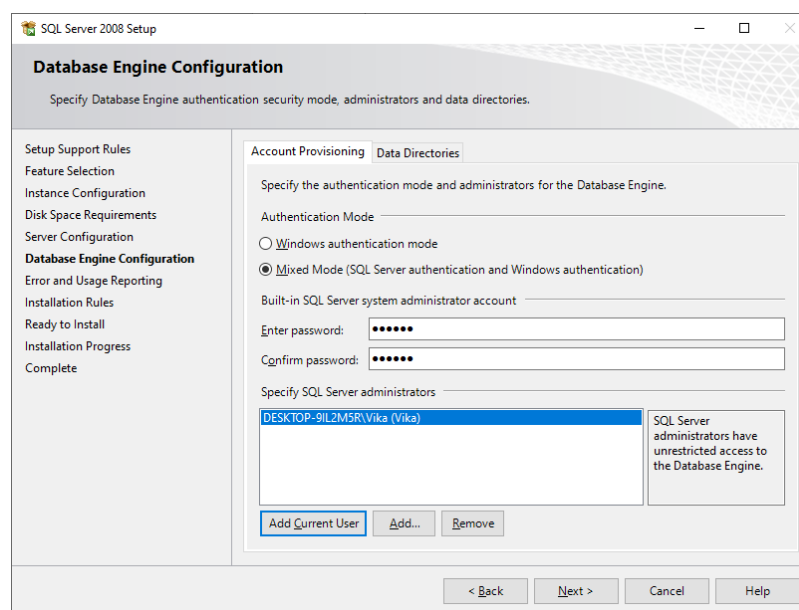 SQL Server 2008 Setup
Database Engine Configuration
Specify Database Engine authentication security mode, administrators and data directories.
Setup Support Rules
Feature Selection
Instance Configuration
Disk Space Requirements
Server Configuration
Database Engine Configuration
Error and Usage Reporting
Installation Rules
Ready to Install
Installation Progress
Complete
Account Provisioning
Data Directories
Specify the authentication mode and administrators for the Database Engine.
Authentication Mode
Windows authentication mode
Mixed Mode (SQL Server authentication and Windows authentication)
Built-in SQL Server system administrator account
Enter password: ●●●●●●
Confirm password: ●●●●●●
Specify SQL Server administrators
DESKTOP-9IL2M5R\Vika (Vika)
SQL Server
administrators have
unrestricted access to
the Database Engine.
Add Current User
Add...
Remove
< Back
Next >
Cancel
Help